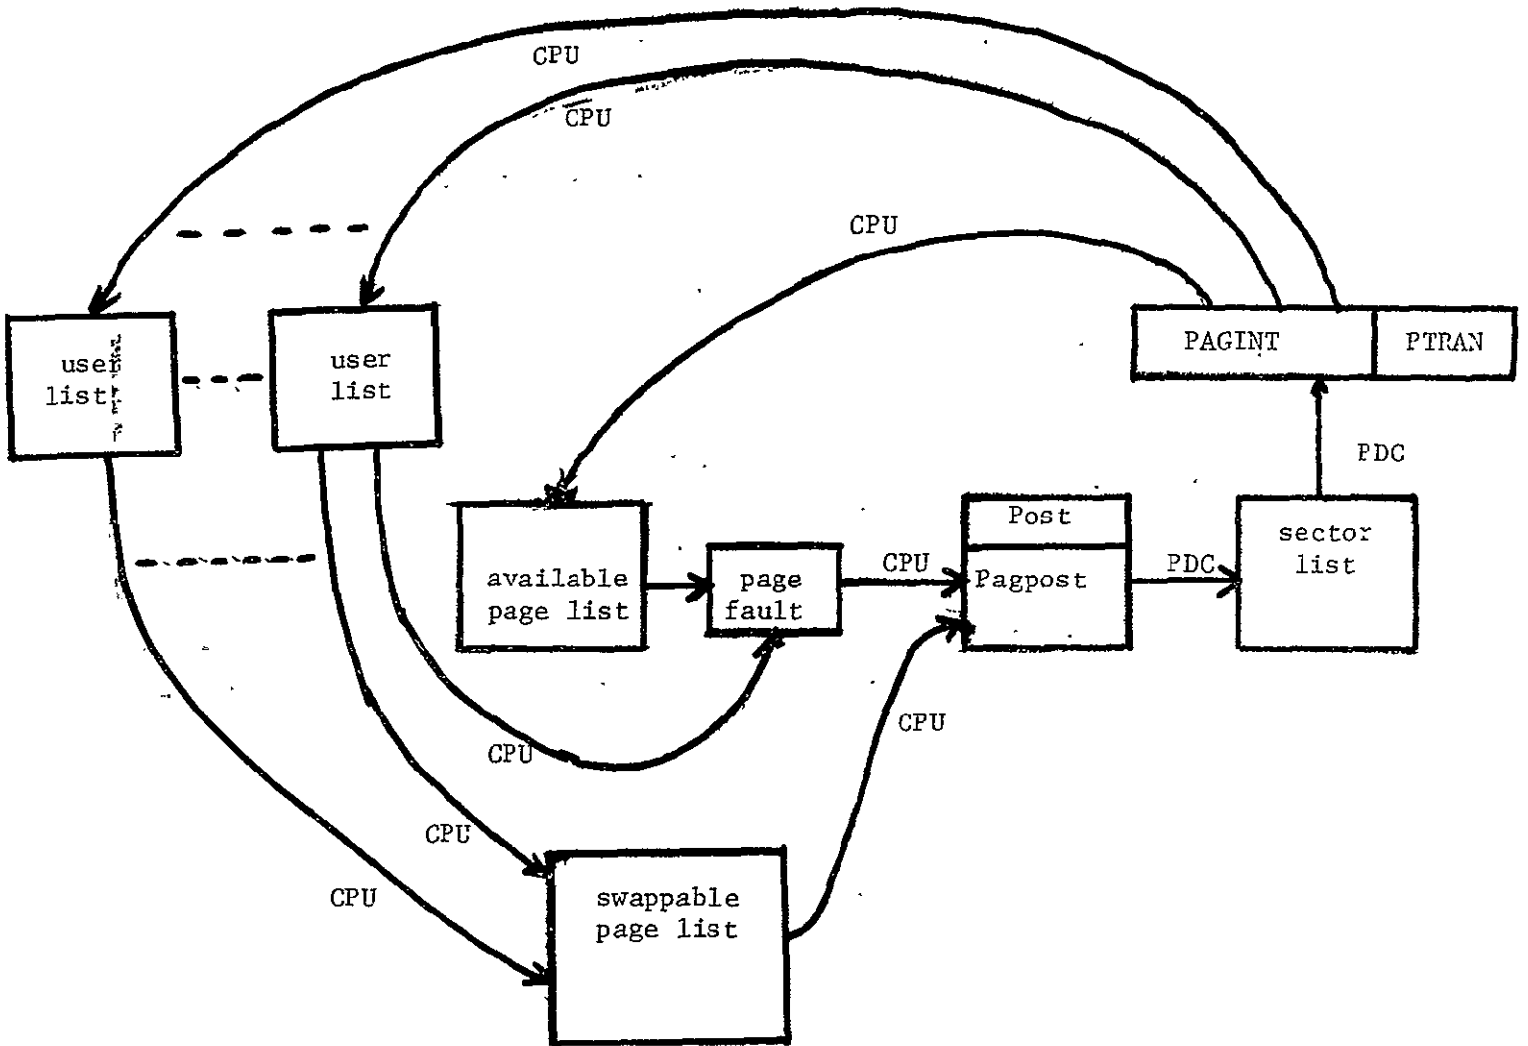 CPU
CPU
CPU
user
list
user
list
PAGINT
PTRAN
PDC
available
page list
page
fault
CPU
Post
Pagpost
PDC
sector
list
CPU
CPU
CPU
CPU
swappable
page list